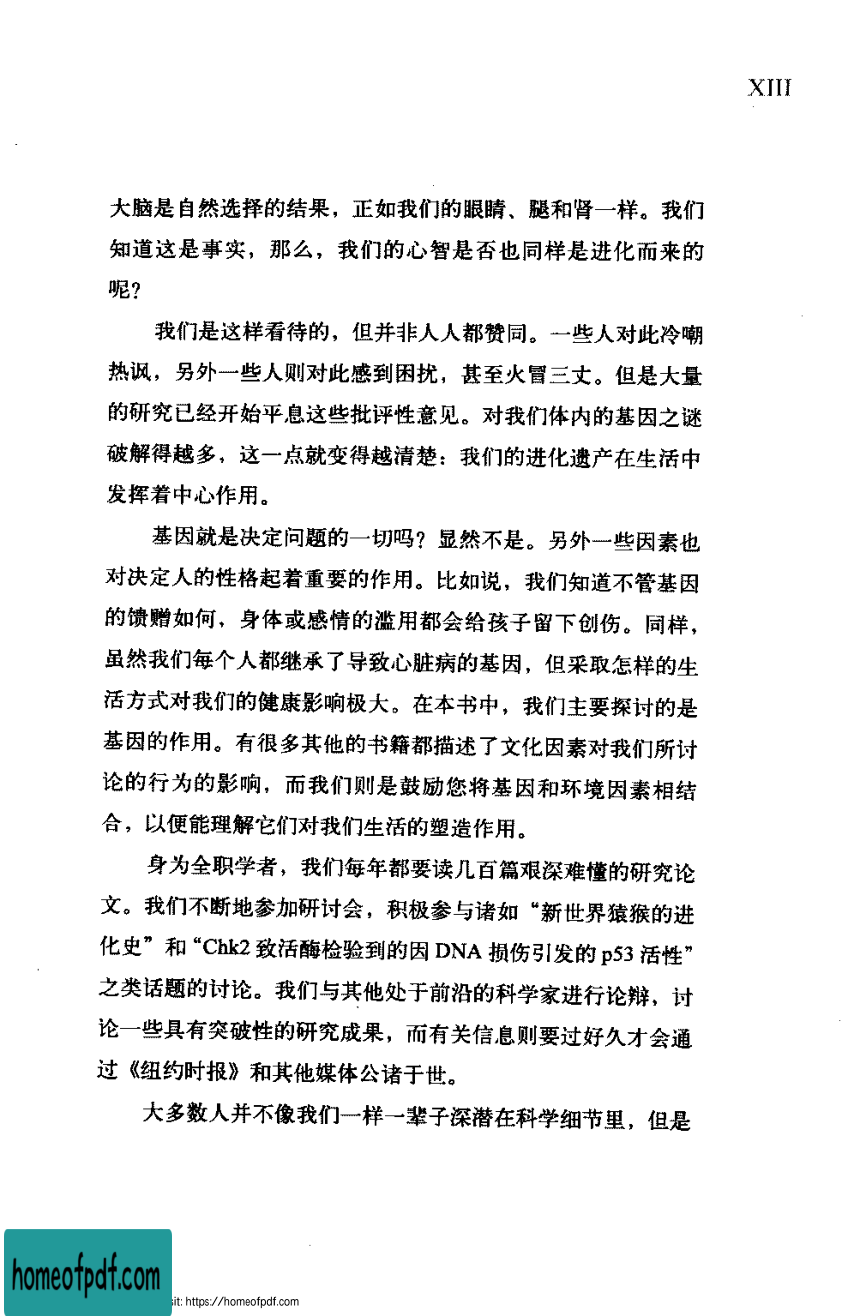 XIII
大脑是自然选择的结果，正如我们的眼睛、腿和肾一样。我们
知道这是事实，那么，我们的心智是否也同样是进化而来的
呢？
我们是这样看待的，但并非人人都赞同。一些人对此冷嘲
热讽，另外一些人则对此感到困扰，甚至火冒三丈。但是大量
的研究已经开始平息这些批评性意见。对我们体内的基因之谜
破解得越多，这一点就变得越清楚：我们的进化遗产在生活中
发挥着中心作用。
基因就是决定问题的一切吗？显然不是。另外一些因素也
对决定人的性格起着重要的作用。比如说，我们知道不管基因
的馈赠如何，身体或感情的滥用都会给孩子留下创伤。同样，
虽然我们每个人都继承了导致心脏病的基因，但采取怎样的生
活方式对我们的健康影响极大。在本书中，我们主要探讨的是
基因的作用。有很多其他的书籍都描述了文化因素对我们所讨
论的行为的影响，而我们则是鼓励您将基因和环境因素相结
合，以便能理解它们对我们生活的塑造作用。
身为全职学者，我们每年都要读几百篇艰深难懂的研究论
文。我们不断地参加研讨会，积极参与诸如“新世界猿猴的进
化史”和“Chk2 致活酶检验到的因 DNA 损伤引发的 p53 活性”
之类话题的讨论。我们与其他处于前沿的科学家进行论辩，讨
论一些具有突破性的研究成果，而有关信息则要过好久才会通
过《纽约时报》和其他媒体公诸于世。
大多数人并不像我们一样一辈子深潜在科学细节里，但是
homeofpdf.com
sit: https://homeofpdf.com